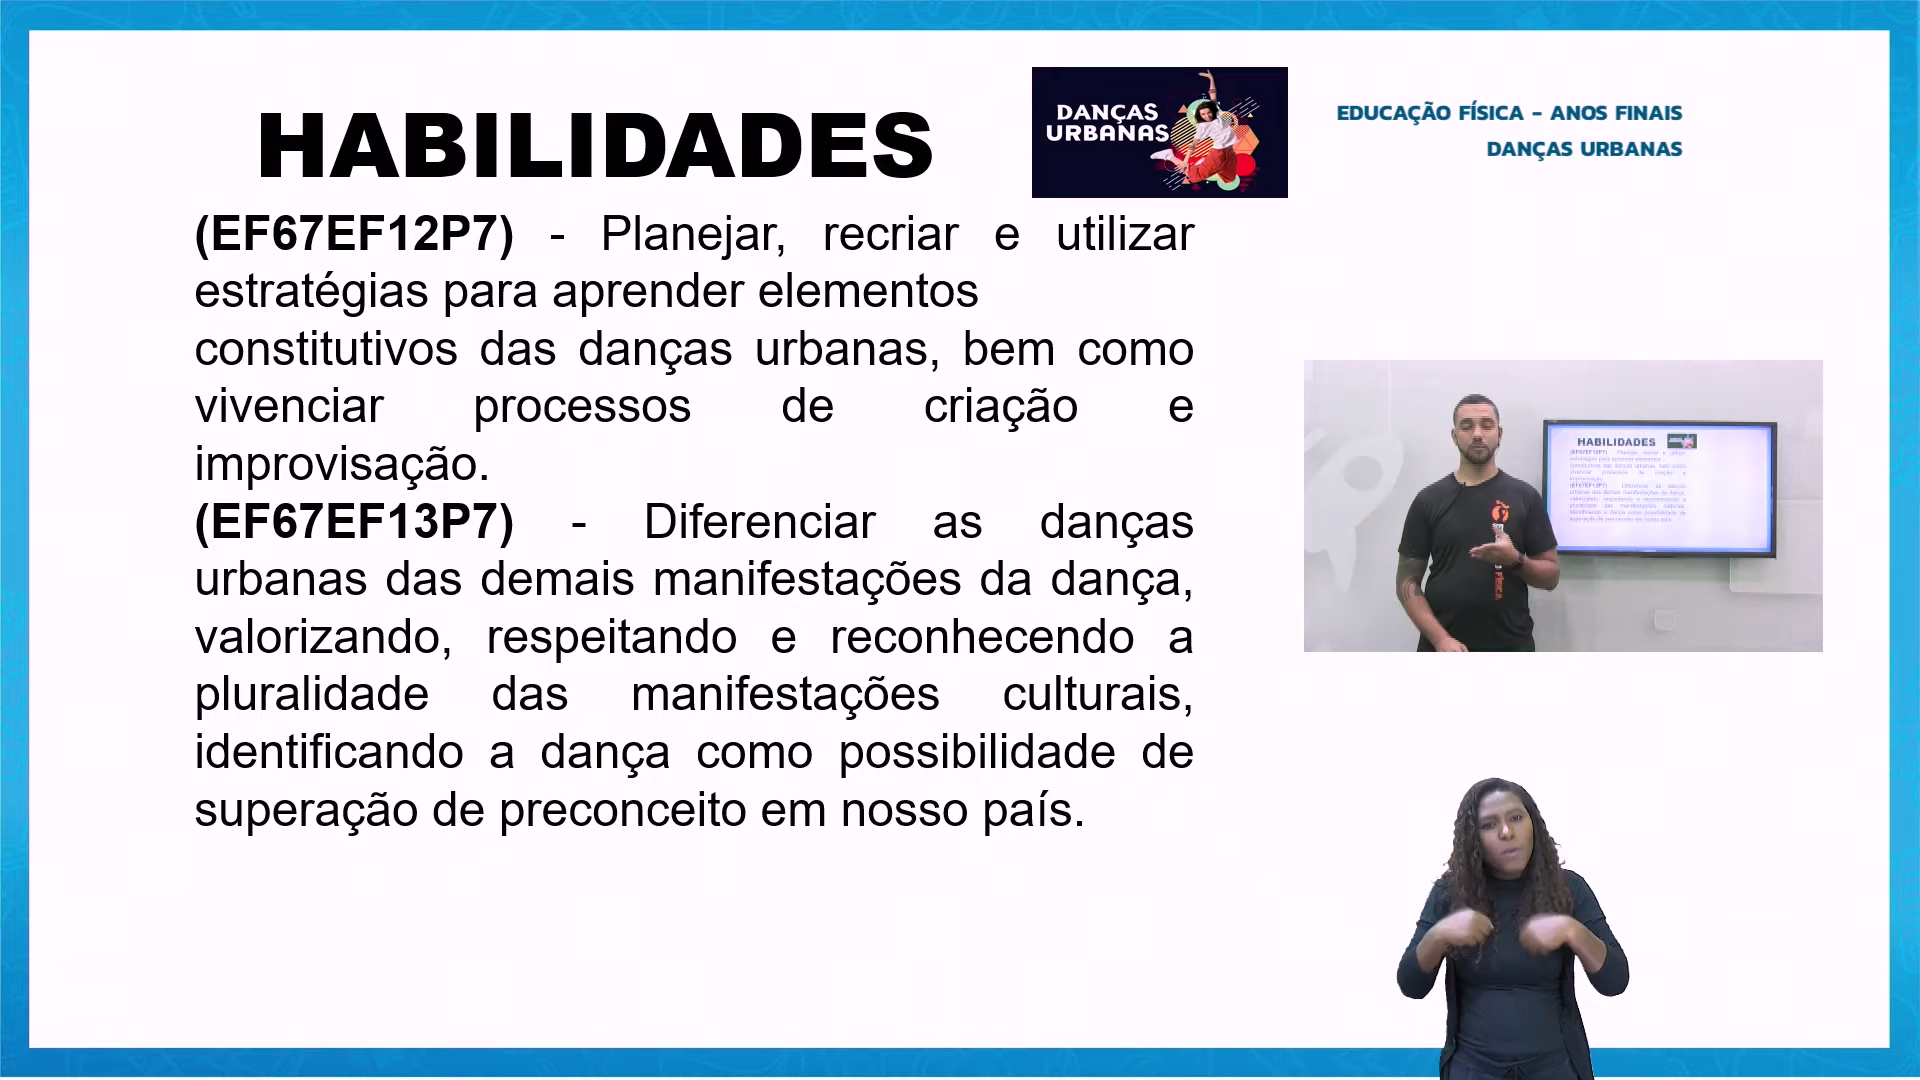 HABILIDADES
DANÇAS
URBANAS
EDUCAÇÃO FÍSICA - ANOS FINAIS
DANÇAS URBANAS
(EF67EF12P7) - Planejar, recriar e utilizar
estratégias para aprender elementos
constitutivos das danças urbanas, bem como
vivenciar processos de criação e
improvisação.
(EF67EF13P7) - Diferenciar as danças
urbanas das demais manifestações da dança,
valorizando, respeitando e reconhecendo a
pluralidade das manifestações culturais,
identificando a dança como possibilidade de
superação de preconceito em nosso país.
HABILIDADES